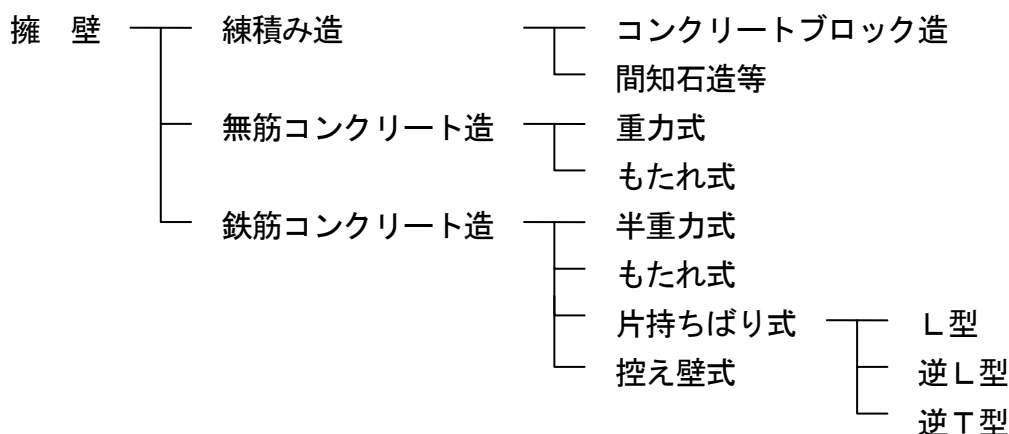 擁　壁　練積み造　コンクリートブロック造
間知石造等
無筋コンクリート造　重力式
もたれ式
鉄筋コンクリート造　半重力式
もたれ式
片持ちばり式　Ｌ型
控え壁式　逆Ｌ型
逆Ｔ型